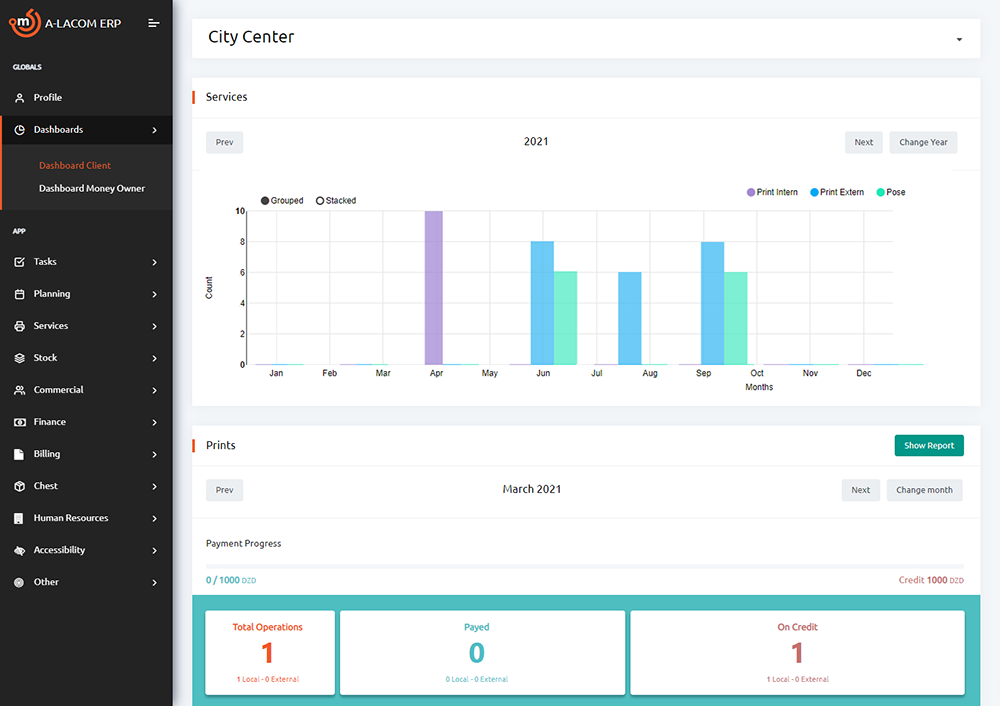 m A-LACOM ERP
GLOBALS
Profile
Dashboards
Dashboard Client
Dashboard Money Owner
APP
Tasks
Planning
Services
Stock
Commercial
Finance
Billing
Chest
Human Resources
Accessibility
Other
City Center
Services
Prev 2021 Next Change Year
Grouped Stacked Print Intern Print Extern Pose
10
8
6
4
2
0
Count
Jan Feb Mar Apr May Jun Jul Aug Sep Oct Nov Dec
Months
Prints Show Report
Prev March 2021 Next Change month
Payment Progress
0 / 1000 DZD Credit 1000 DZD
Total Operations Payed On Credit
1 0 1
1 Local - 0 External 0 Local - 0 External 1 Local - 0 External